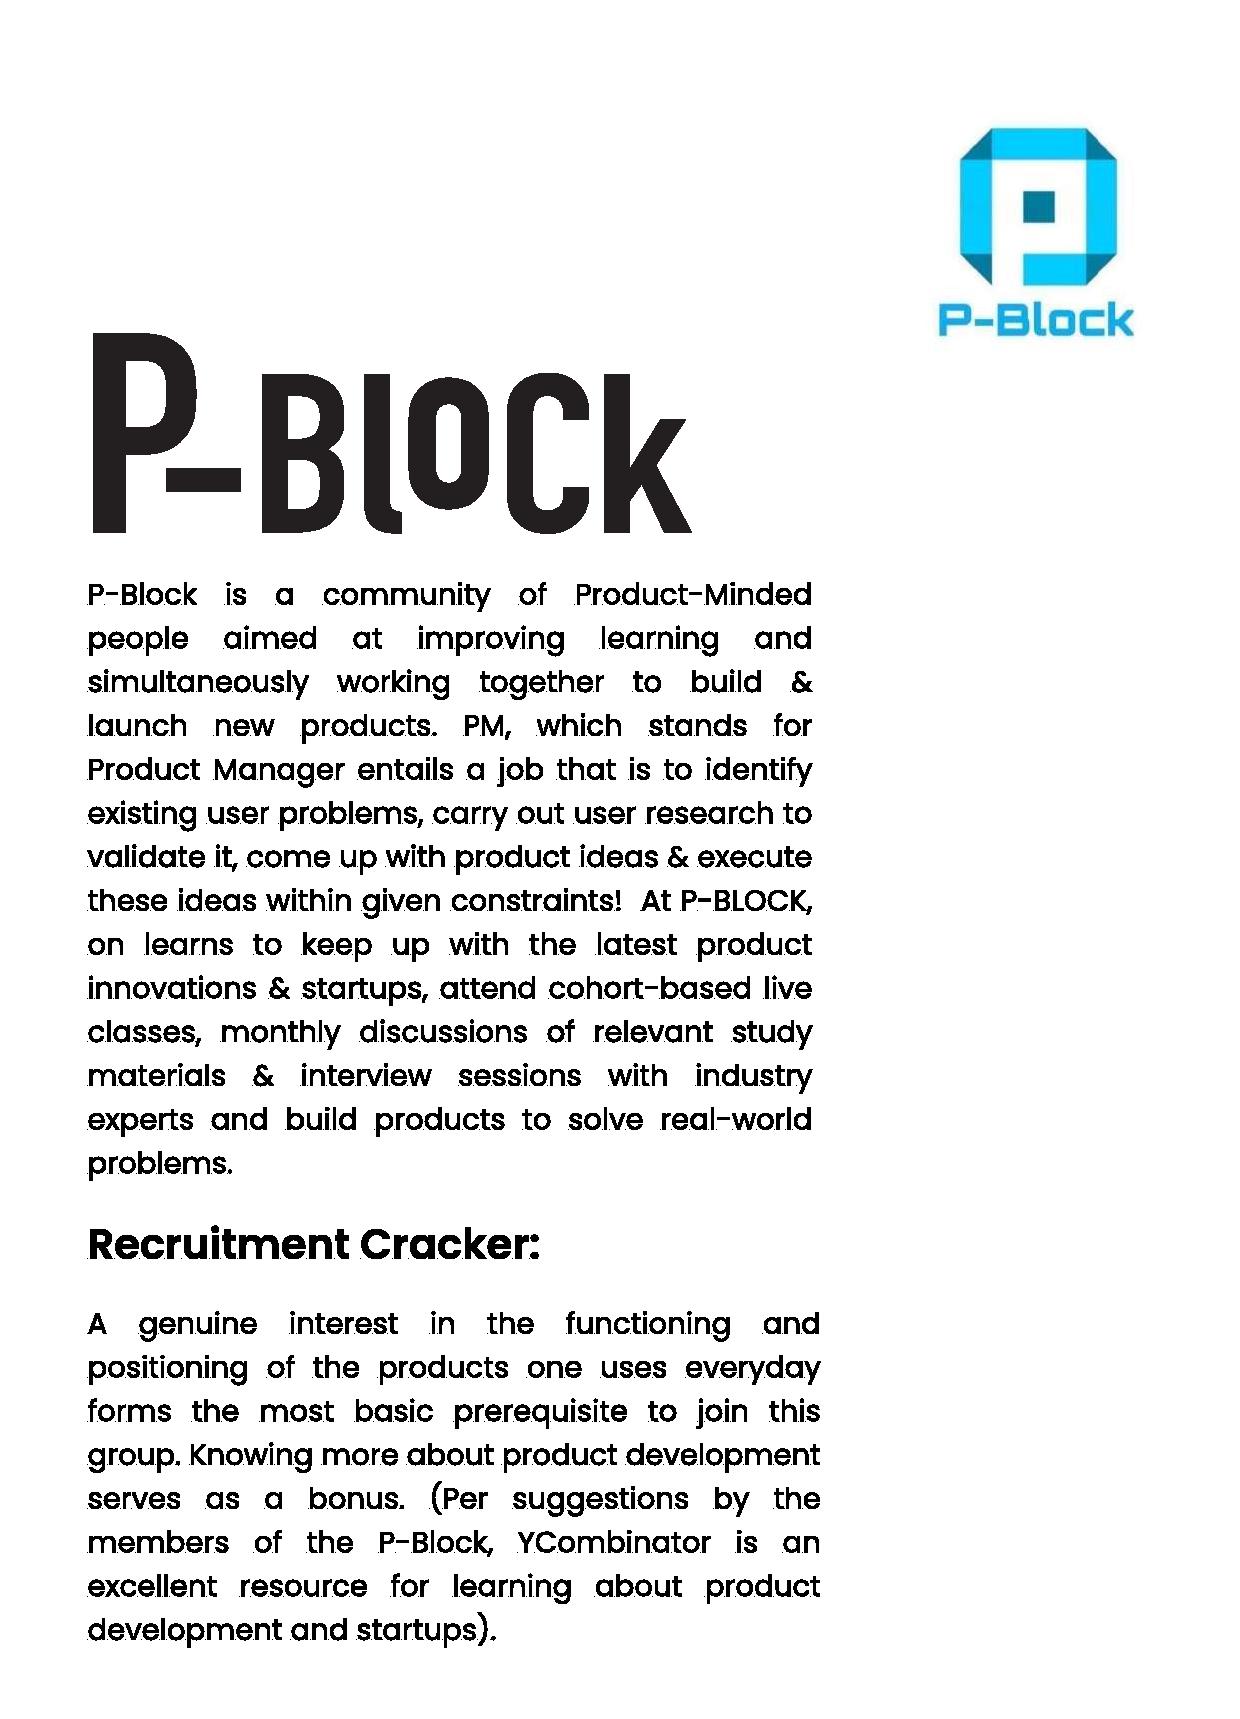 P-Block
P-Block
P-Block is a community of Product-Minded
people aimed at improving learning and
simultaneously working together to build &
launch new products. PM, which stands for
Product Manager entails a job that is to identify
existing user problems, carry out user research to
validate it, come up with product ideas & execute
these ideas within given constraints! At P-BLOCK,
on learns to keep up with the latest product
innovations & startups, attend cohort-based live
classes, monthly discussions of relevant study
materials & interview sessions with industry
experts and build products to solve real-world
problems.
Recruitment Cracker:
A genuine interest in the functioning and
positioning of the products one uses everyday
forms the most basic prerequisite to join this
group. Knowing more about product development
serves as a bonus. (Per suggestions by the
members of the P-Block, YCombinator is an
excellent resource for learning about product
development and startups).